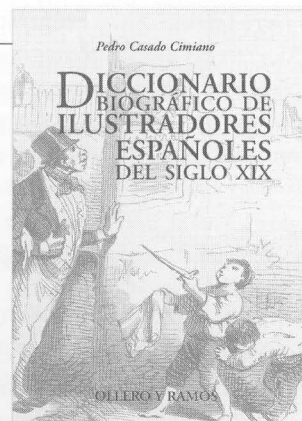 Pedro Casado Cimiano
DICCIONARIO
BIOGRÁFICO DE
ILUSTRADORES
ESPAÑOLES
DEL SIGLO XIX
OLLERO Y RAMOS